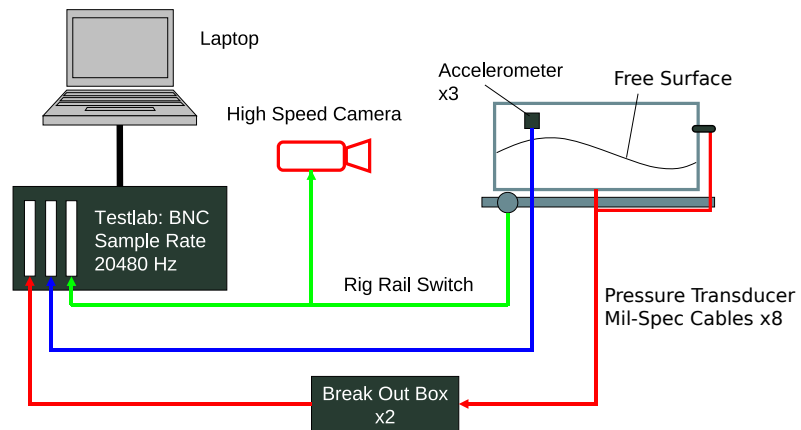 Laptop
Accelerometer
x3
Free Surface
High Speed Camera
Testlab: BNC
Sample Rate
20480 Hz
Rig Rail Switch
Pressure Transducer
Mil-Spec Cables x8
Break Out Box
x2